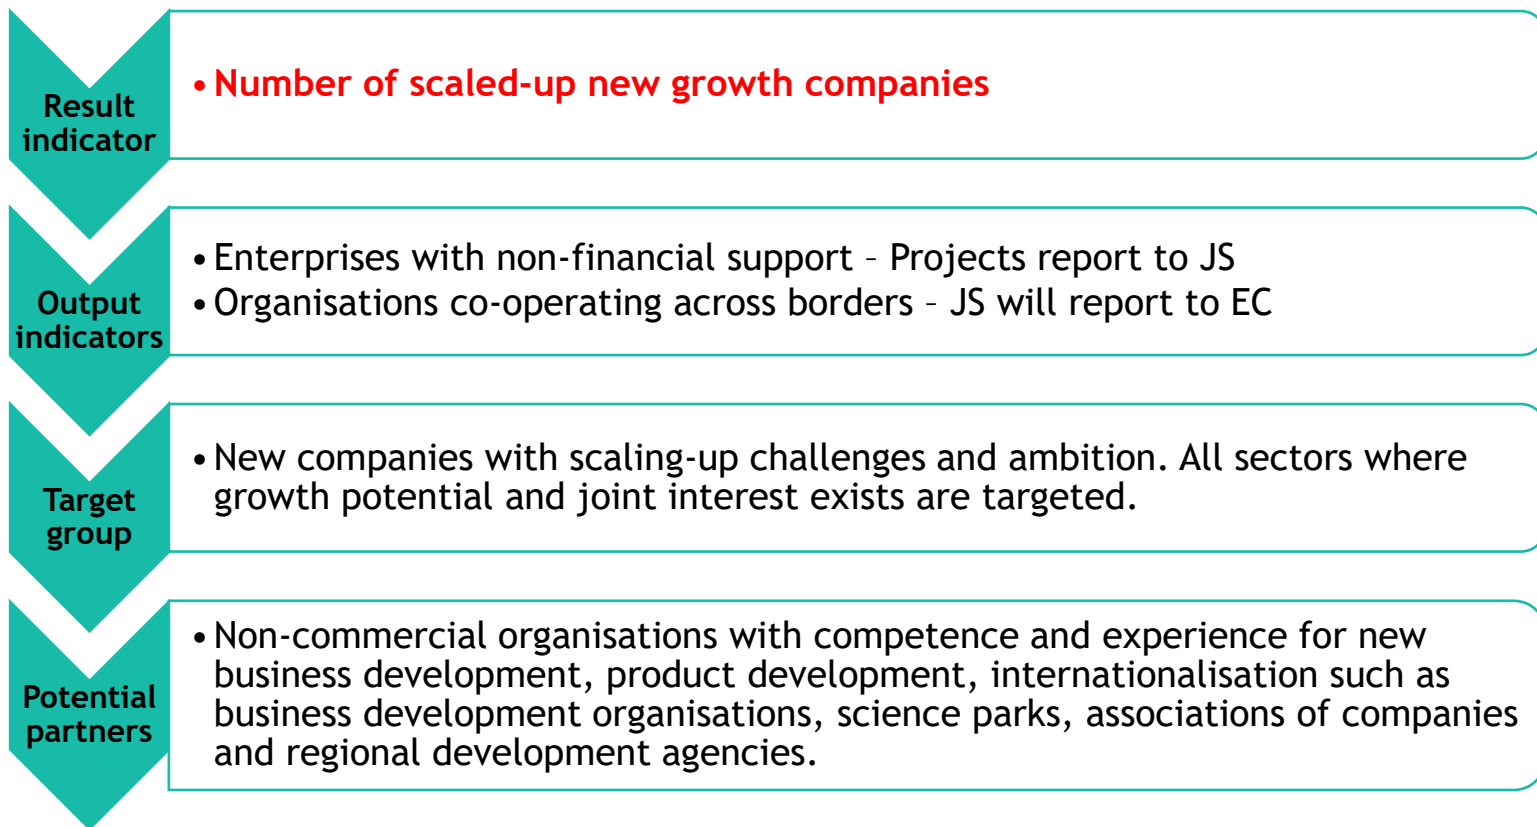 Result
indicator
• Number of scaled-up new growth companies
Output
indicators
• Enterprises with non-financial support – Projects report to JS
• Organisations co-operating across borders – JS will report to EC
Target
group
• New companies with scaling-up challenges and ambition. All sectors where
growth potential and joint interest exists are targeted.
Potential
partners
• Non-commercial organisations with competence and experience for new
business development, product development, internationalisation such as
business development organisations, science parks, associations of companies
and regional development agencies.